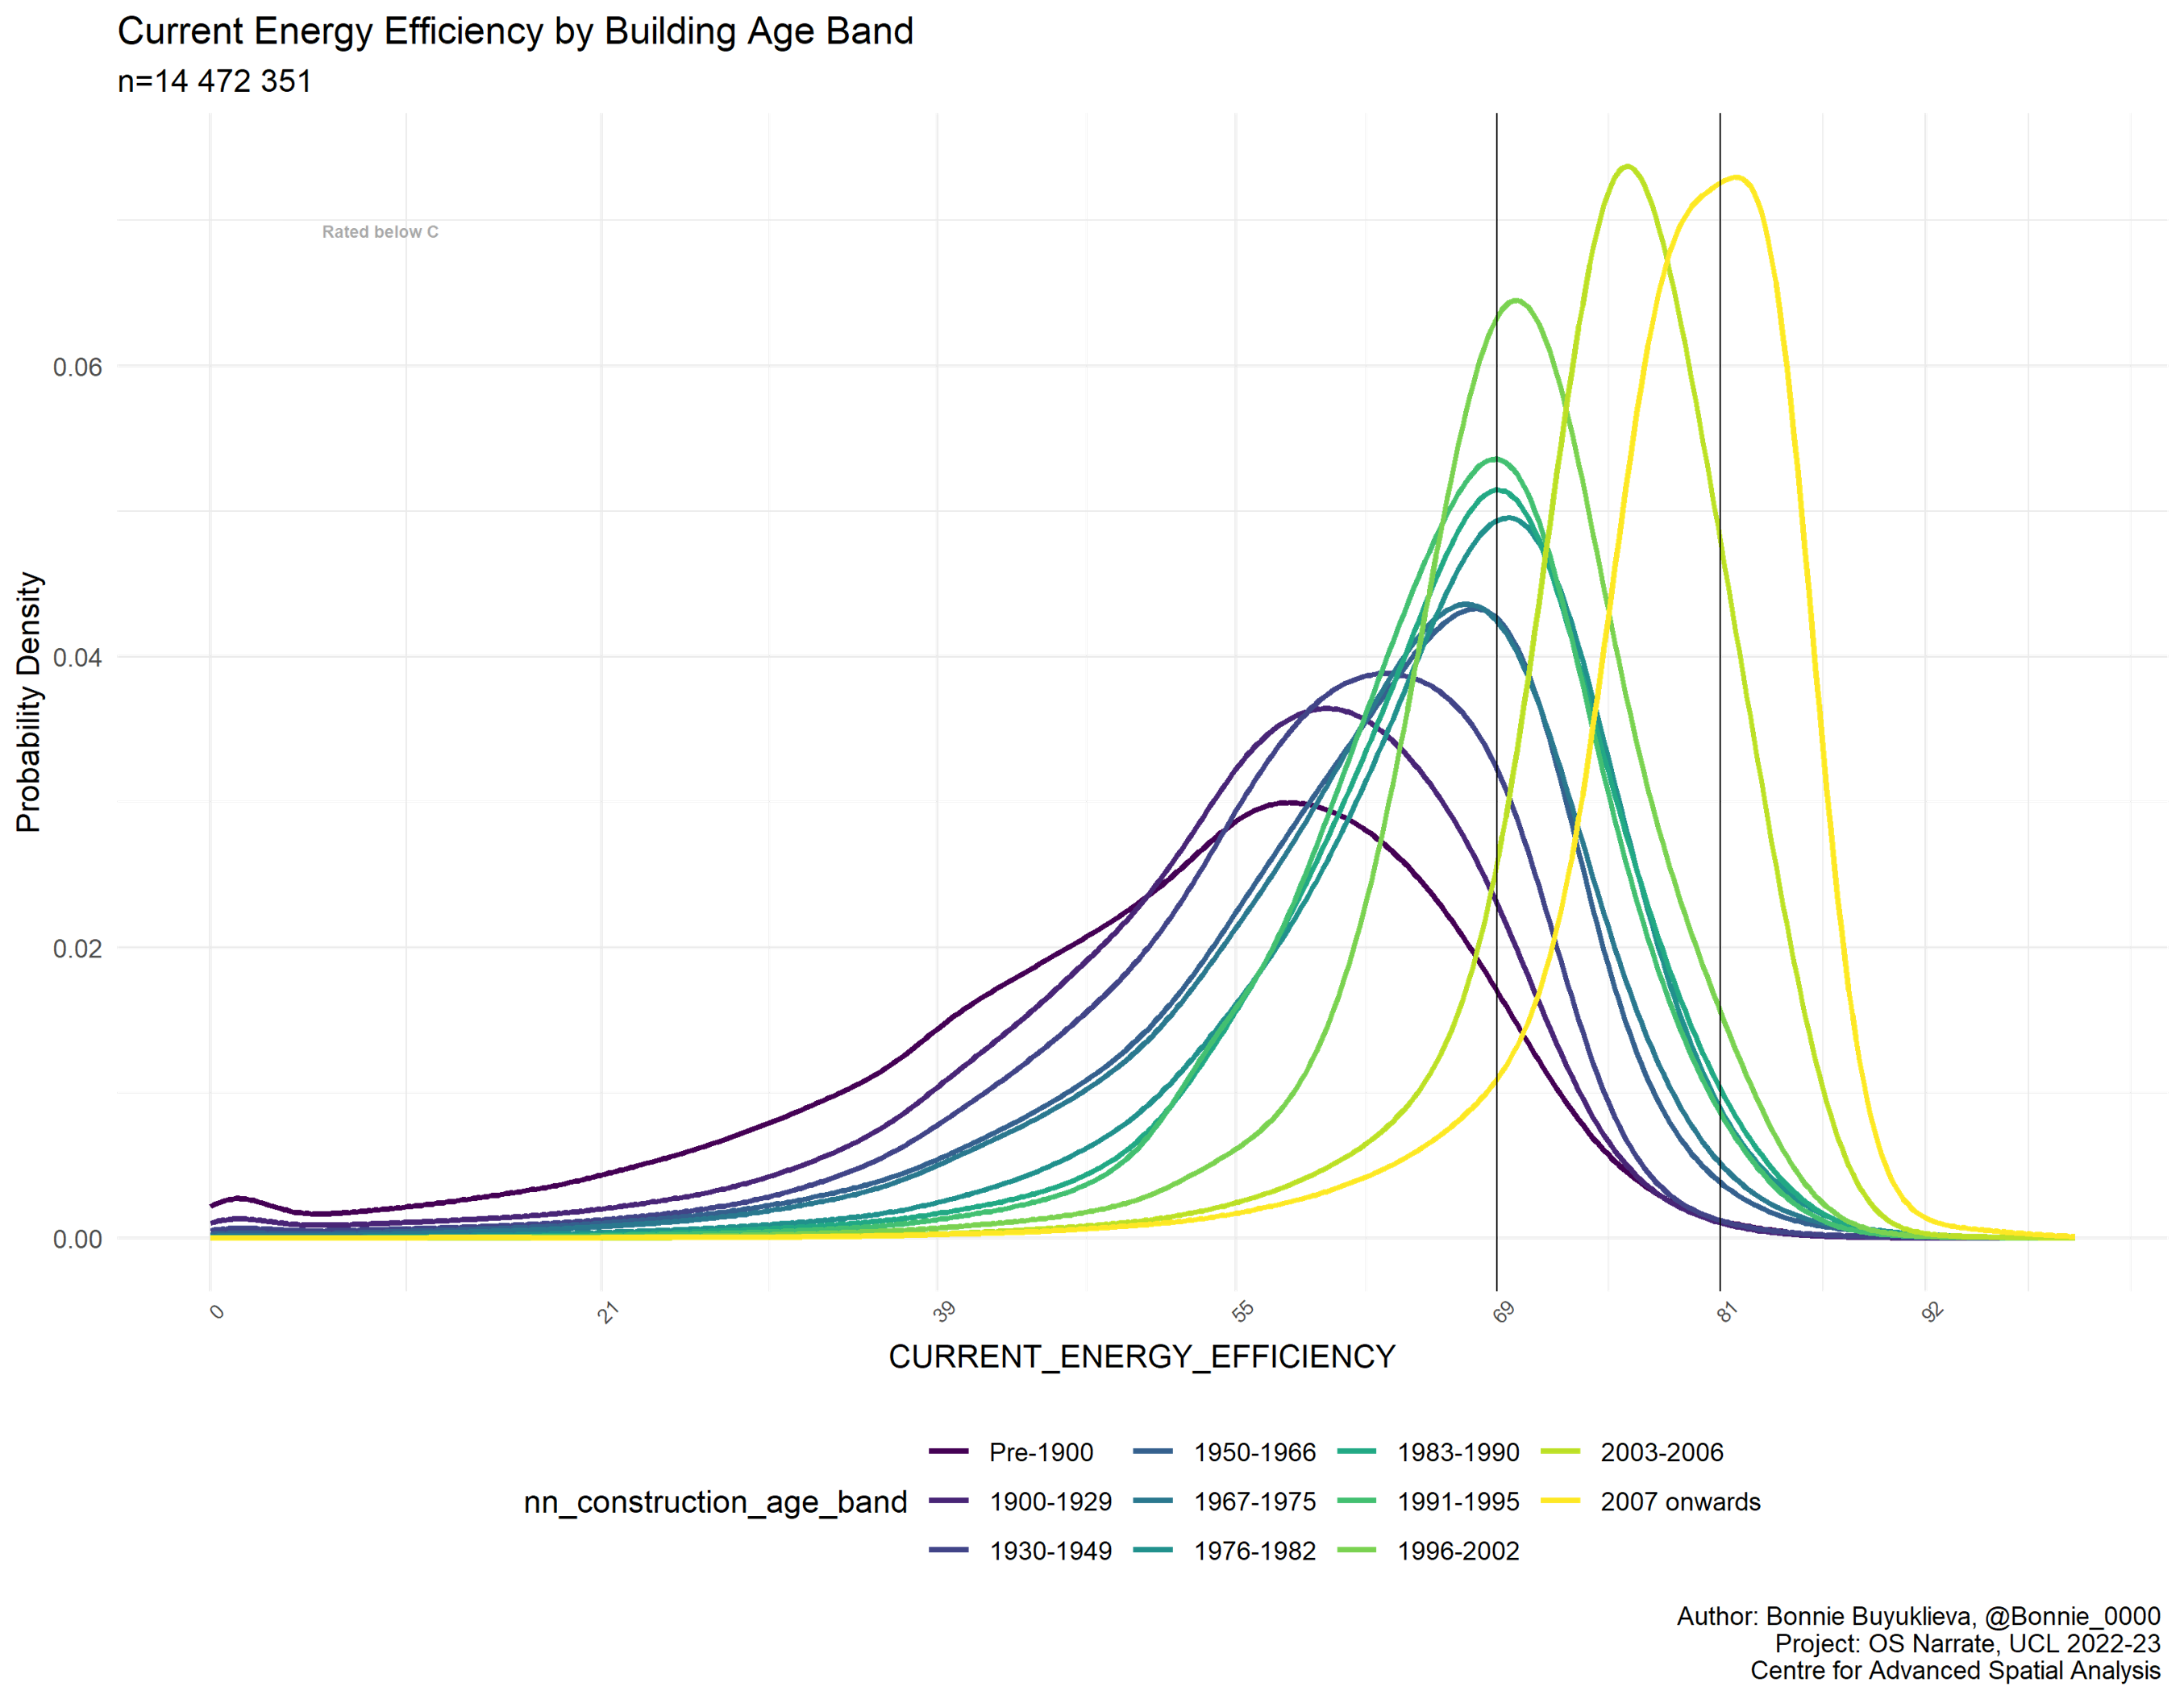 Current Energy Efficiency by Building Age Band
n=14 472 351
Rated below C
Probability Density
0.06
0.04
0.02
0.00
0
21
39
55
69
81
92
CURRENT_ENERGY_EFFICIENCY
nn_construction_age_band
Pre-1900
1900-1929
1930-1949
1950-1966
1967-1975
1976-1982
1983-1990
1991-1995
1996-2002
2003-2006
2007 onwards
Author: Bonnie Buyuklieva, @Bonnie_0000
Project: OS Narrate, UCL 2022-23
Centre for Advanced Spatial Analysis